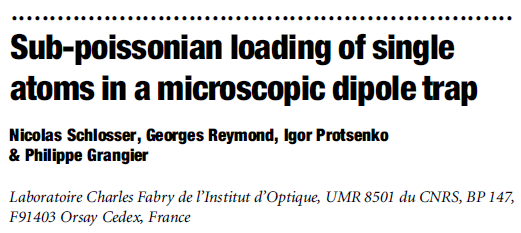 Sub-poissonian loading of single
atoms in a microscopic dipole trap
Nicolas Schlosser, Georges Reymond, Igor Protsenko
& Philippe Grangier
Laboratoire Charles Fabry de l'Institut d'Optique, UMR 8501 du CNRS, BP 147,
F91403 Orsay Cedex, France